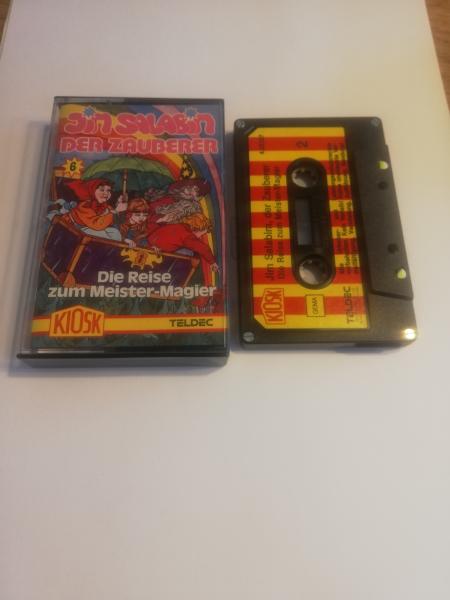 Jim Salabim
DER ZAUBERER
6
Die Reise
zum Meister-Magier
KIOSK
TELDEC
2
Jim Salabim, der Zauberer
Die Reise zum Meister-Magier
KIOSK
GEMA
TELDEC